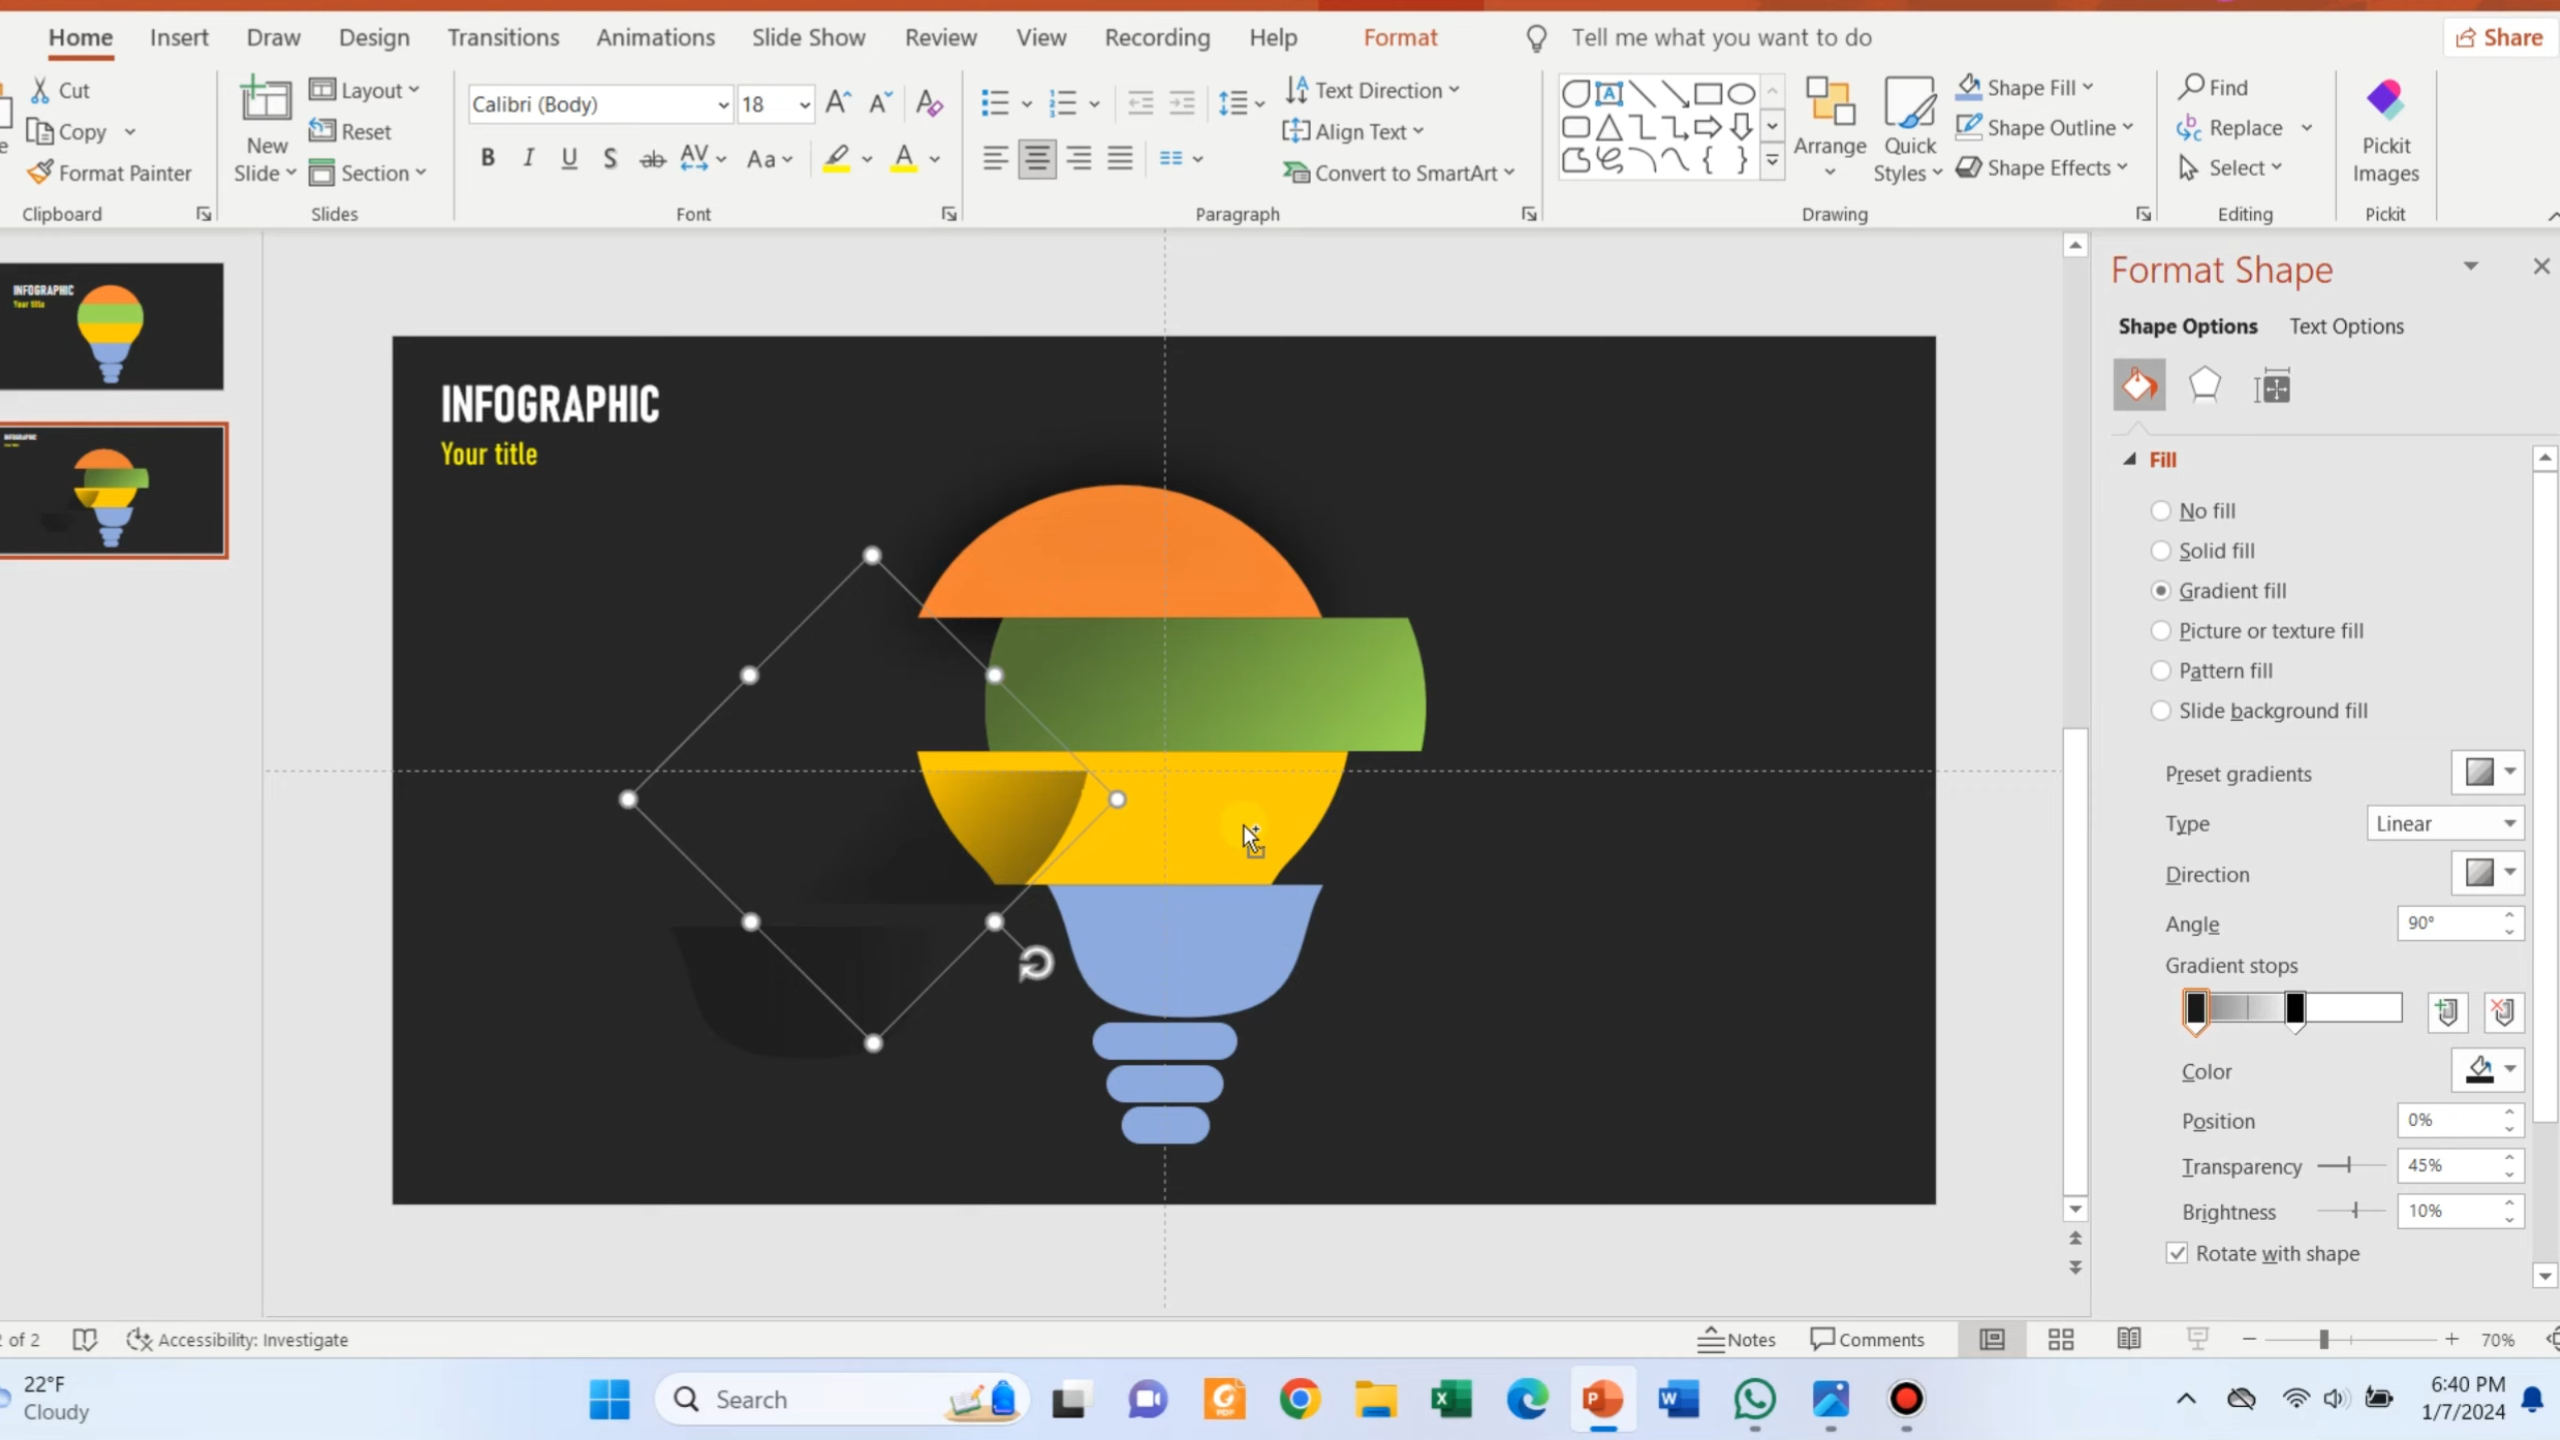 Home Insert Draw Design Transitions Animations Slide Show Review View Recording Help Format Tell me what you want to do Share
Cut
Copy
Format Painter
Clipboard
New
Slide
Layout
Reset
Section
Slides
Calibri (Body) 18
B I U S ab AV Aa A
Font
Text Direction
Align Text
Convert to SmartArt
Paragraph
Arrange
Quick
Styles
Shape Fill
Shape Outline
Shape Effects
Drawing
Find
Replace
Select
Editing
Pickit
Images
Pickit
INFOGRAPHIC
Your title
INFOGRAPHIC
Your title
Format Shape
Shape Options Text Options
Fill
No fill
Solid fill
Gradient fill
Picture or texture fill
Pattern fill
Slide background fill
Preset gradients
Type Linear
Direction
Angle 90°
Gradient stops
Color
Position 0%
Transparency 45%
Brightness 10%
Rotate with shape
of 2 Accessibility: Investigate Notes Comments 70%
22°F
Cloudy
Search
6:40 PM
1/7/2024